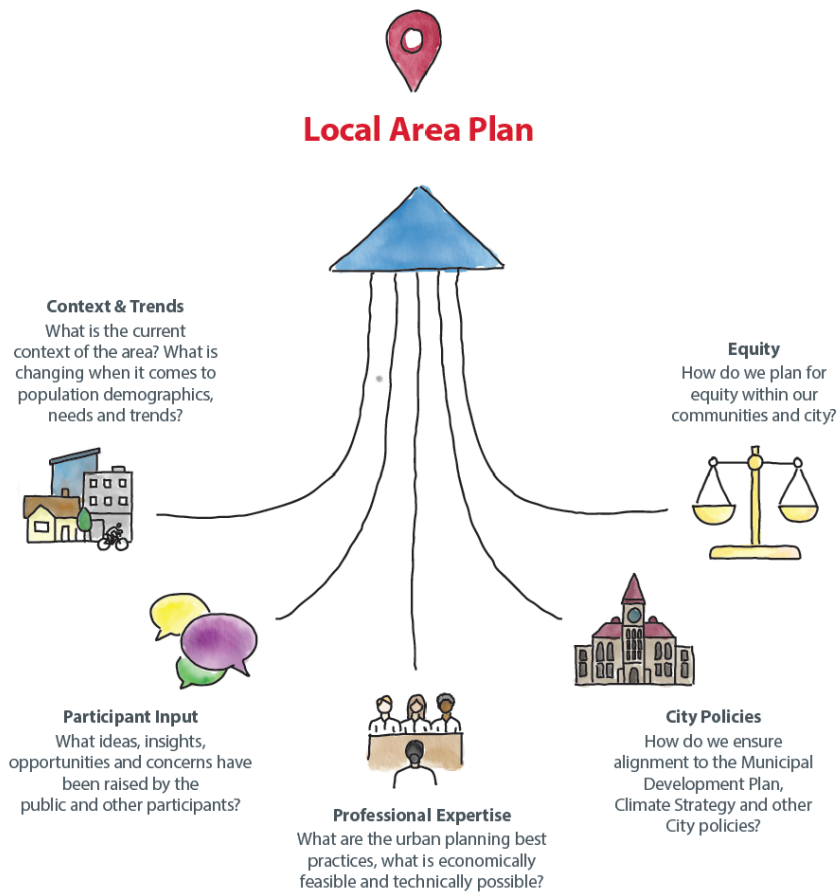 Local Area Plan
Context & Trends
What is the current
context of the area? What is
changing when it comes to
population demographics,
needs and trends?
Equity
How do we plan for
equity within our
communities and city?
Participant Input
What ideas, insights,
opportunities and concerns have
been raised by the
public and other participants?
Professional Expertise
What are the urban planning best
practices, what is economically
feasible and technically possible?
City Policies
How do we ensure
alignment to the Municipal
Development Plan,
Climate Strategy and other
City policies?